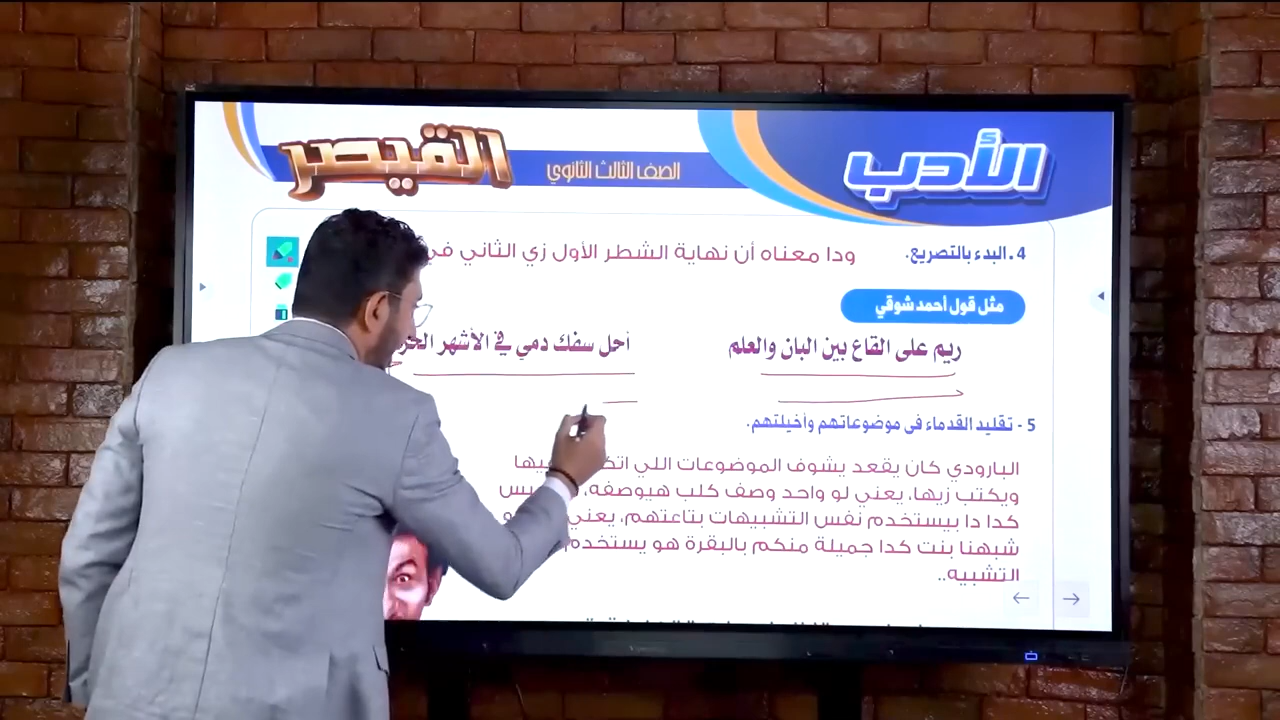 الأدب
الصف الثالث الثانوي
القيصر
4. البدء بالتصريع. ودا معناه أن نهاية الشطر الأول زي الثاني في
مثل قول أحمد شوقي
ريم على القاع بين البان والعلم أحل سفك دمي في الأشهر
5 - تقليد القدماء فى موضوعاتهم وأخيلتهم.
البارودي كان يقعد يشوف الموضوعات اللي
ويكتب زيها، يعني لو واحد وصف كلب هيوصفه،
كدا دا بيستخدم نفس التشبيهات بتاعتهم، يعني
شبهنا بنت كدا جميلة منكم بالبقرة هو يستخدم
التشبيه..